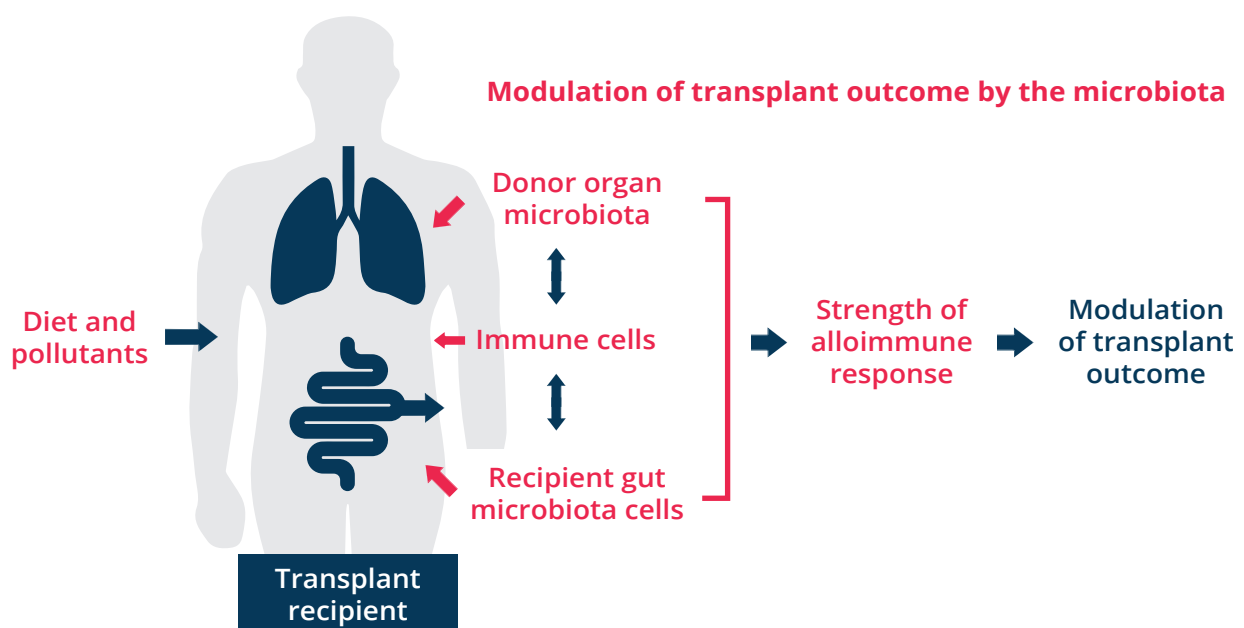 Modulation of transplant outcome by the microbiota
Donor organ
microbiota
Diet and
pollutants
Immune cells
Strength of
alloimmune
response
Modulation
of transplant
outcome
Recipient gut
microbiota cells
Transplant
recipient